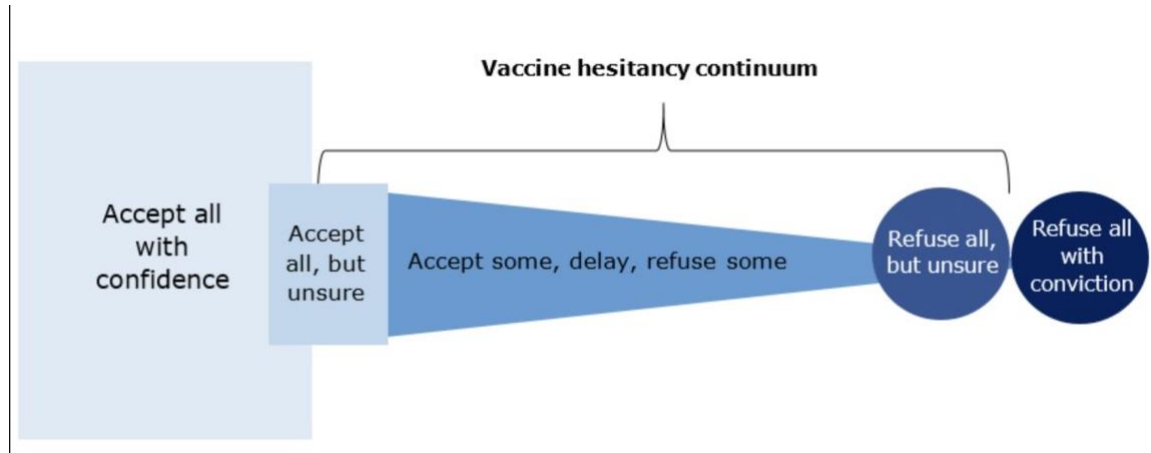 Vaccine hesitancy continuum
Accept all
with
confidence
Accept
all, but
unsure
Accept some, delay, refuse some
Refuse all,
but unsure
Refuse all
with
conviction